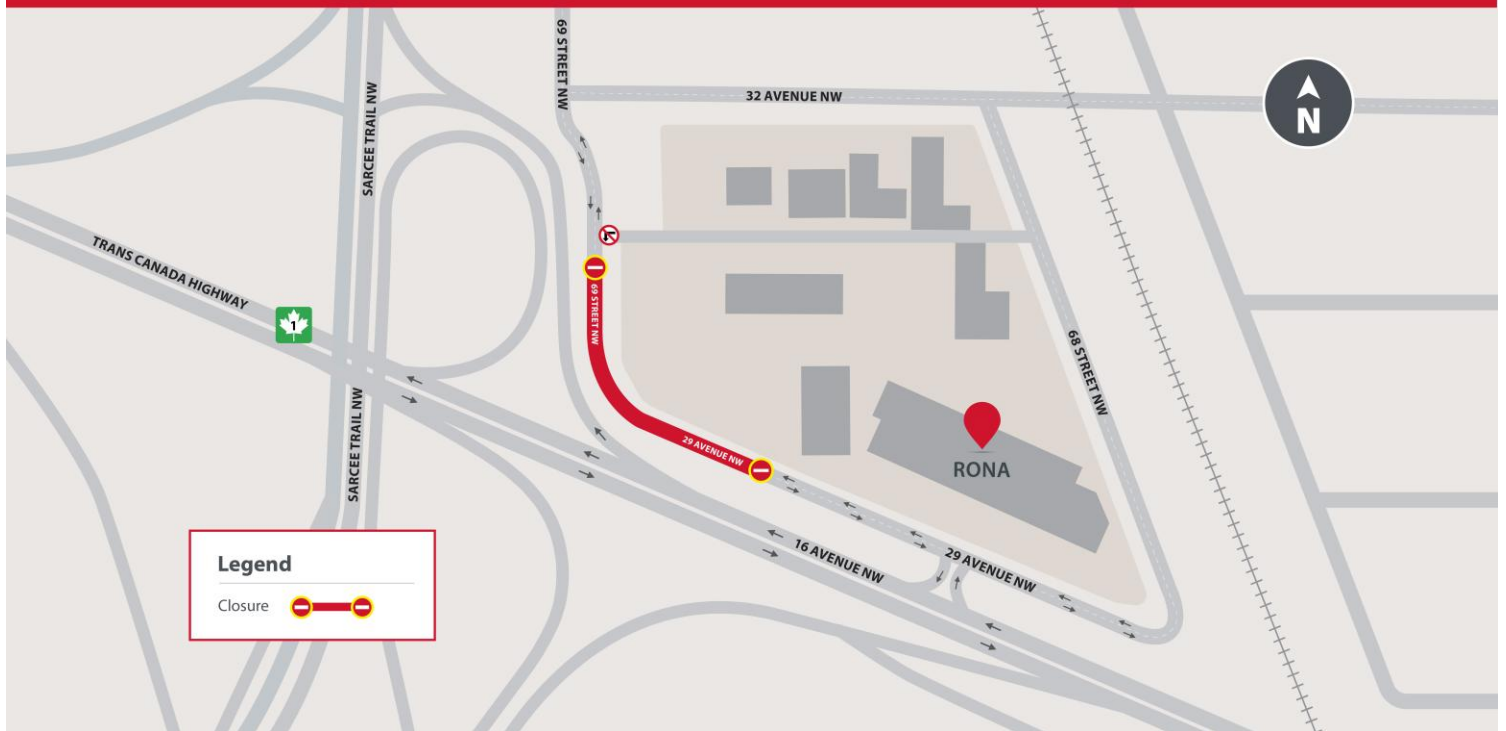 69 STREET NW
32 AVENUE NW
N
SARCEE TRAIL NW
TRANS CANADA HIGHWAY
1
69 STREET NW
68 STREET NW
SARCEE TRAIL NW
29 AVENUE NW
RONA
16 AVENUE NW
29 AVENUE NW
Legend
Closure